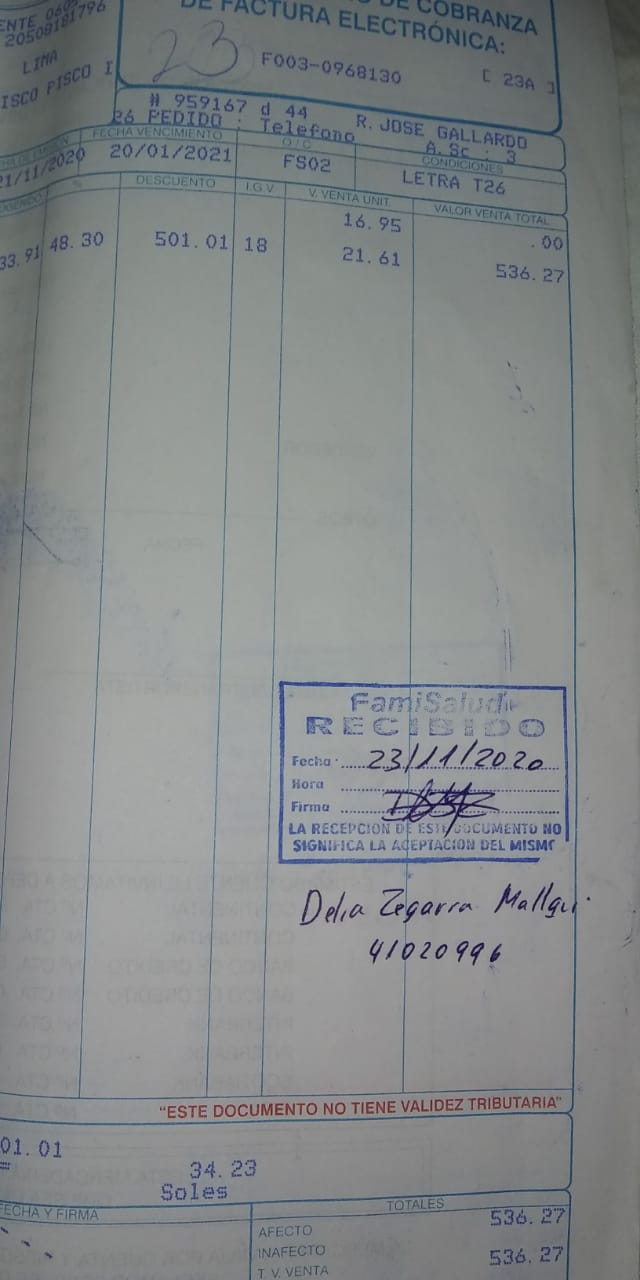 DE COBRANZA
DE FACTURA ELECTRÓNICA:
23
F003-0968130 [ 23A ]
20508181796
LIMA
ISCO PISCO I
# 959167 d 44 R. JOSE GALLARDO
26 PEDIDO : Telefono A.Sc : 3
FECHA VENCIMIENTO O/C CONDICIONES
21/11/2020 20/01/2021 FS02 LETRA T26
% DESCUENTO I.G.V V. VENTA UNIT. VALOR VENTA TOTAL
16.95 .00
33.91 48.30 501.01 18 21.61 536.27
FamiSalud
RECIBIDO
Fecha 23/11/2020
Hora
Firma
LA RECEPCION DE ESTE DOCUMENTO NO
SIGNIFICA LA ACEPTACION DEL MISMO
Delia Zegarra Mallqui
41020996
"ESTE DOCUMENTO NO TIENE VALIDEZ TRIBUTARIA"
01.01
= 34.23
Soles
FECHA Y FIRMA TOTALES
AFECTO 536.27
INAFECTO
T V. VENTA 536.27